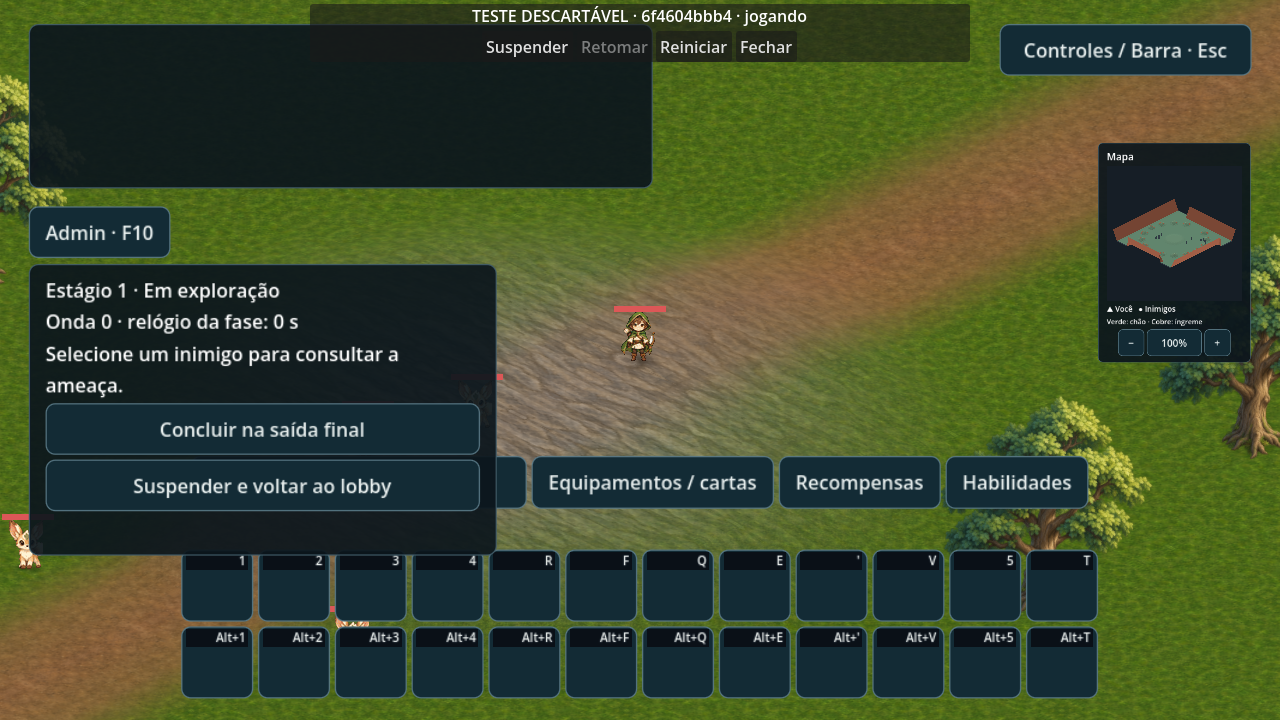 TESTE DESCARTÁVEL · 6f4604bbb4 · jogando
Suspender Retomar Reiniciar Fechar
Controles / Barra · Esc
Mapa
Admin · F10
Estágio 1 · Em exploração
Onda 0 · relógio da fase: 0 s
Selecione um inimigo para consultar a
ameaça.
Concluir na saída final
Suspender e voltar ao lobby
▲ Você ● Inimigos
Verde: chão · Cobre: íngreme
− 100% +
Equipamentos / cartas Recompensas Habilidades
1 2 3 4 R F Q E ' V 5 T
Alt+1 Alt+2 Alt+3 Alt+4 Alt+R Alt+F Alt+Q Alt+E Alt+' Alt+V Alt+5 Alt+T